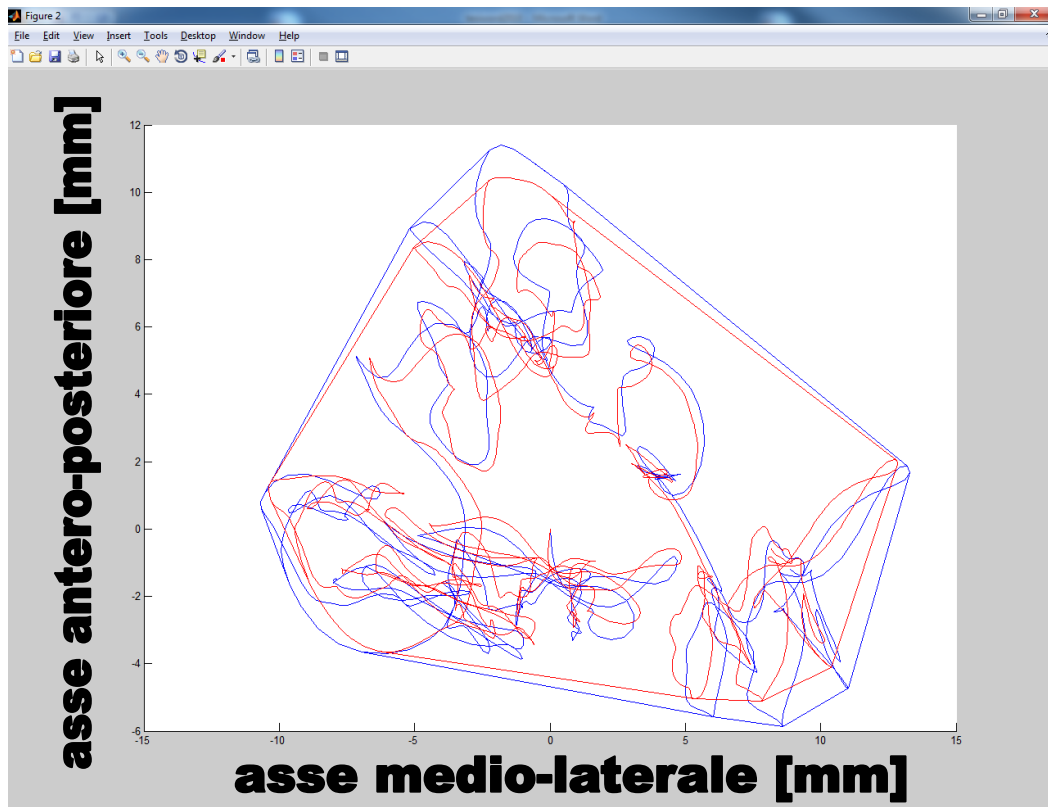 Figure 2
File Edit View Insert Tools Desktop Window Help
asse antero-posteriore [mm]
12
10
8
6
4
2
0
-2
-4
-6
-15 -10 -5 0 5 10 15
asse medio-laterale [mm]